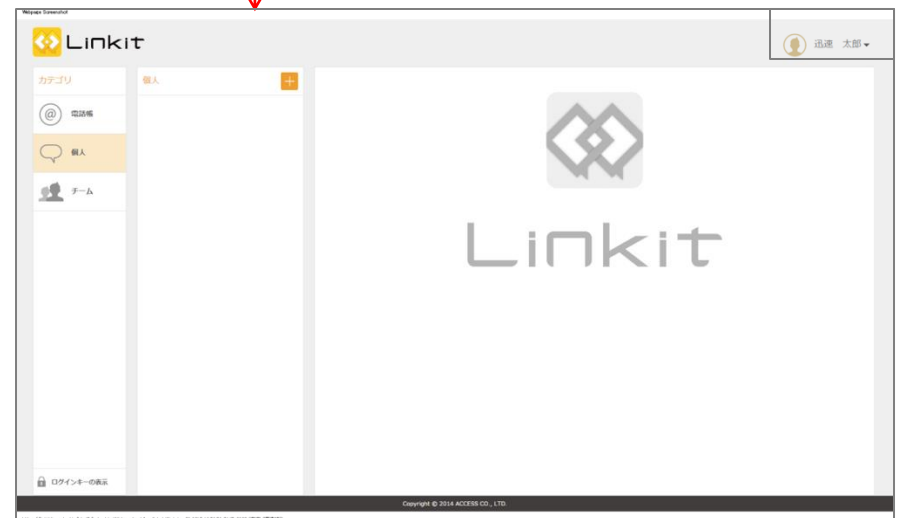 Webpage Screenshot
Linkit
迅速 太郎
カテゴリ
個人
+
電話帳
個人
チーム
Linkit
ログインキーの表示
Copyright © 2014 ACCESS CO., LTD.